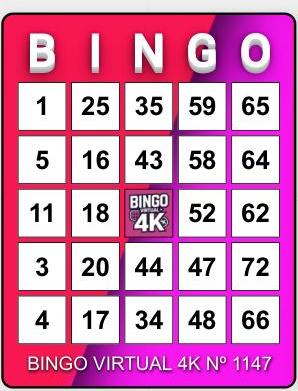 B I N G O
1 25 35 59 65
5 16 43 58 64
11 18 BINGO VIRTUAL 4K 52 62
3 20 44 47 72
4 17 34 48 66
BINGO VIRTUAL 4K Nº 1147